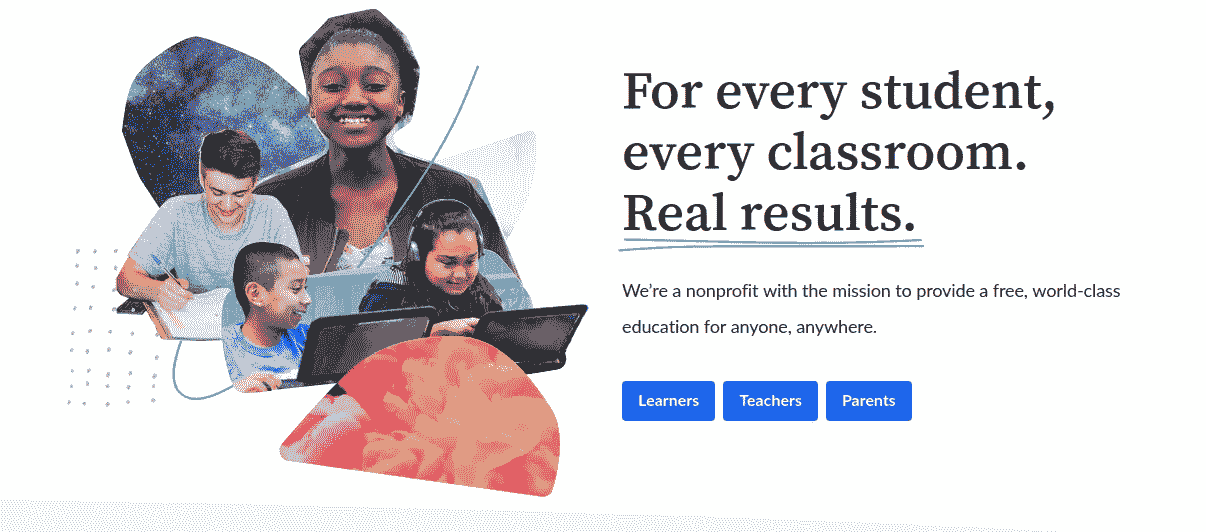 For every student,
every classroom.
Real results.
We’re a nonprofit with the mission to provide a free, world-class
education for anyone, anywhere.
Learners
Teachers
Parents